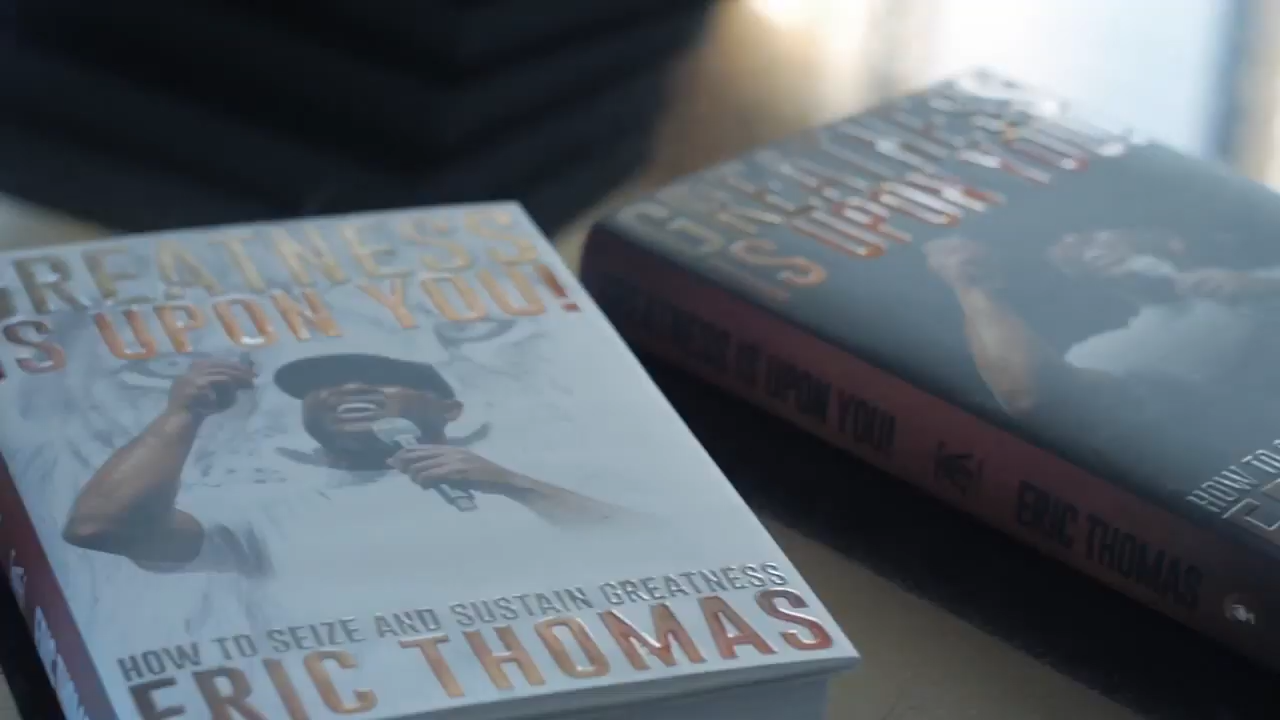 GREATNESS
IS UPON YOU!
HOW TO SEIZE AND SUSTAIN GREATNESS
ERIC THOMAS
GREATNESS
IS UPON YOU!
HOW TO
GREATNESS IS UPON YOU!
ERIC THOMAS